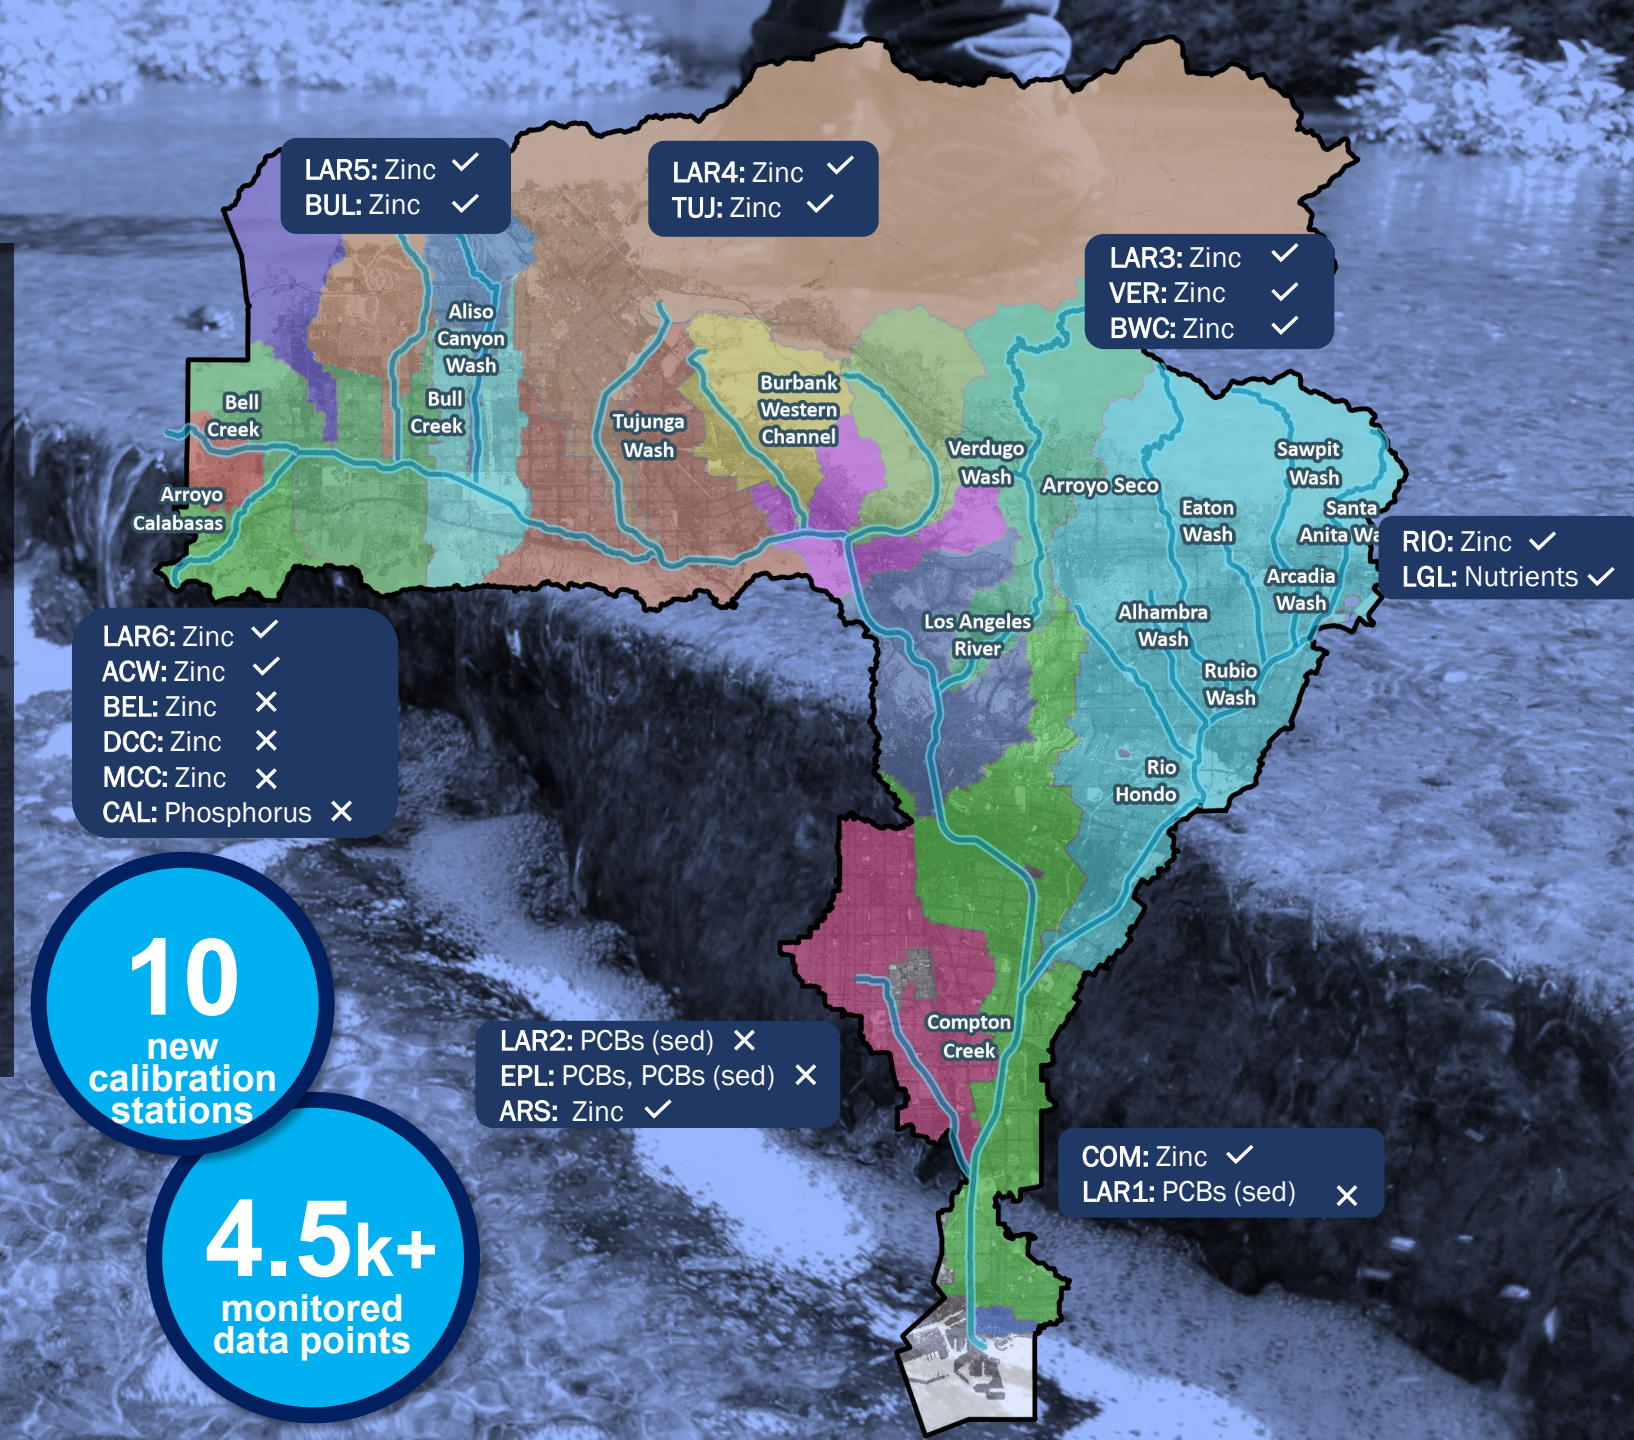 LAR5: Zinc ✓
BUL: Zinc ✓
LAR4: Zinc ✓
TUJ: Zinc ✓
LAR3: Zinc ✓
VER: Zinc ✓
BWC: Zinc ✓
Aliso
Canyon
Wash
Bell
Creek
Bull
Creek
Tujunga
Wash
Burbank
Western
Channel
Verdugo
Wash
Arroyo Seco
Sawpit
Wash
Eaton
Wash
Santa
Anita Wa
Arroyo
Calabasas
RIO: Zinc ✓
LGL: Nutrients ✓
Arcadia
Wash
Alhambra
Wash
Los Angeles
River
Rubio
Wash
Rio
Hondo
LAR6: Zinc ✓
ACW: Zinc ✓
BEL: Zinc ✕
DCC: Zinc ✕
MCC: Zinc ✕
CAL: Phosphorus ✕
10
new
calibration
stations
4.5k+
monitored
data points
Compton
Creek
LAR2: PCBs (sed) ✕
EPL: PCBs, PCBs (sed) ✕
ARS: Zinc ✓
COM: Zinc ✓
LAR1: PCBs (sed) ✕